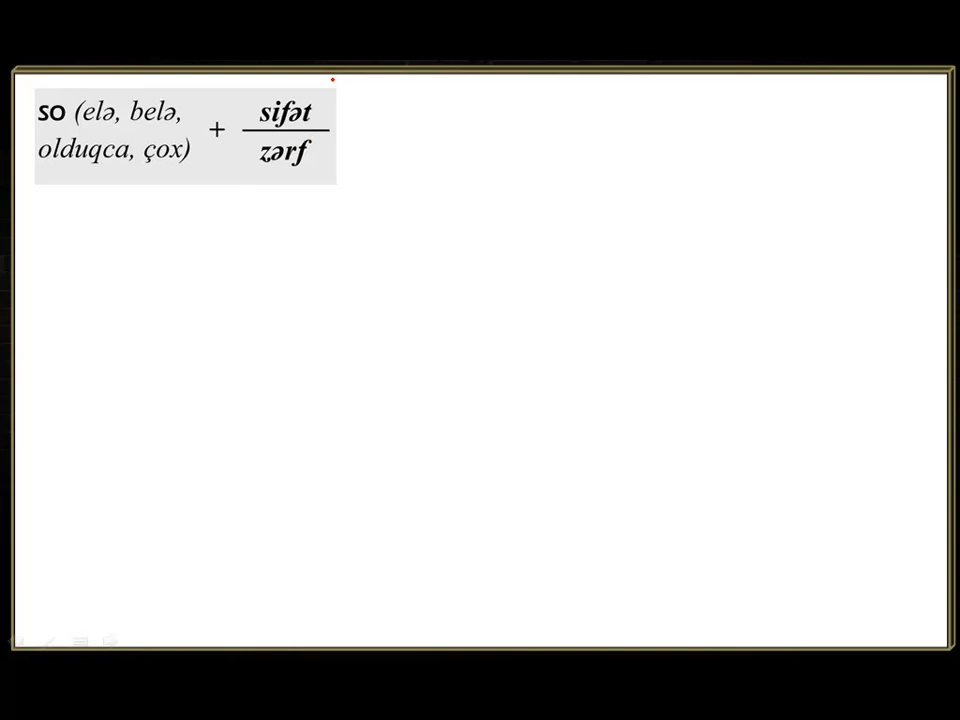 so (elə, belə,
olduqca, çox)
+
sifət
zərf